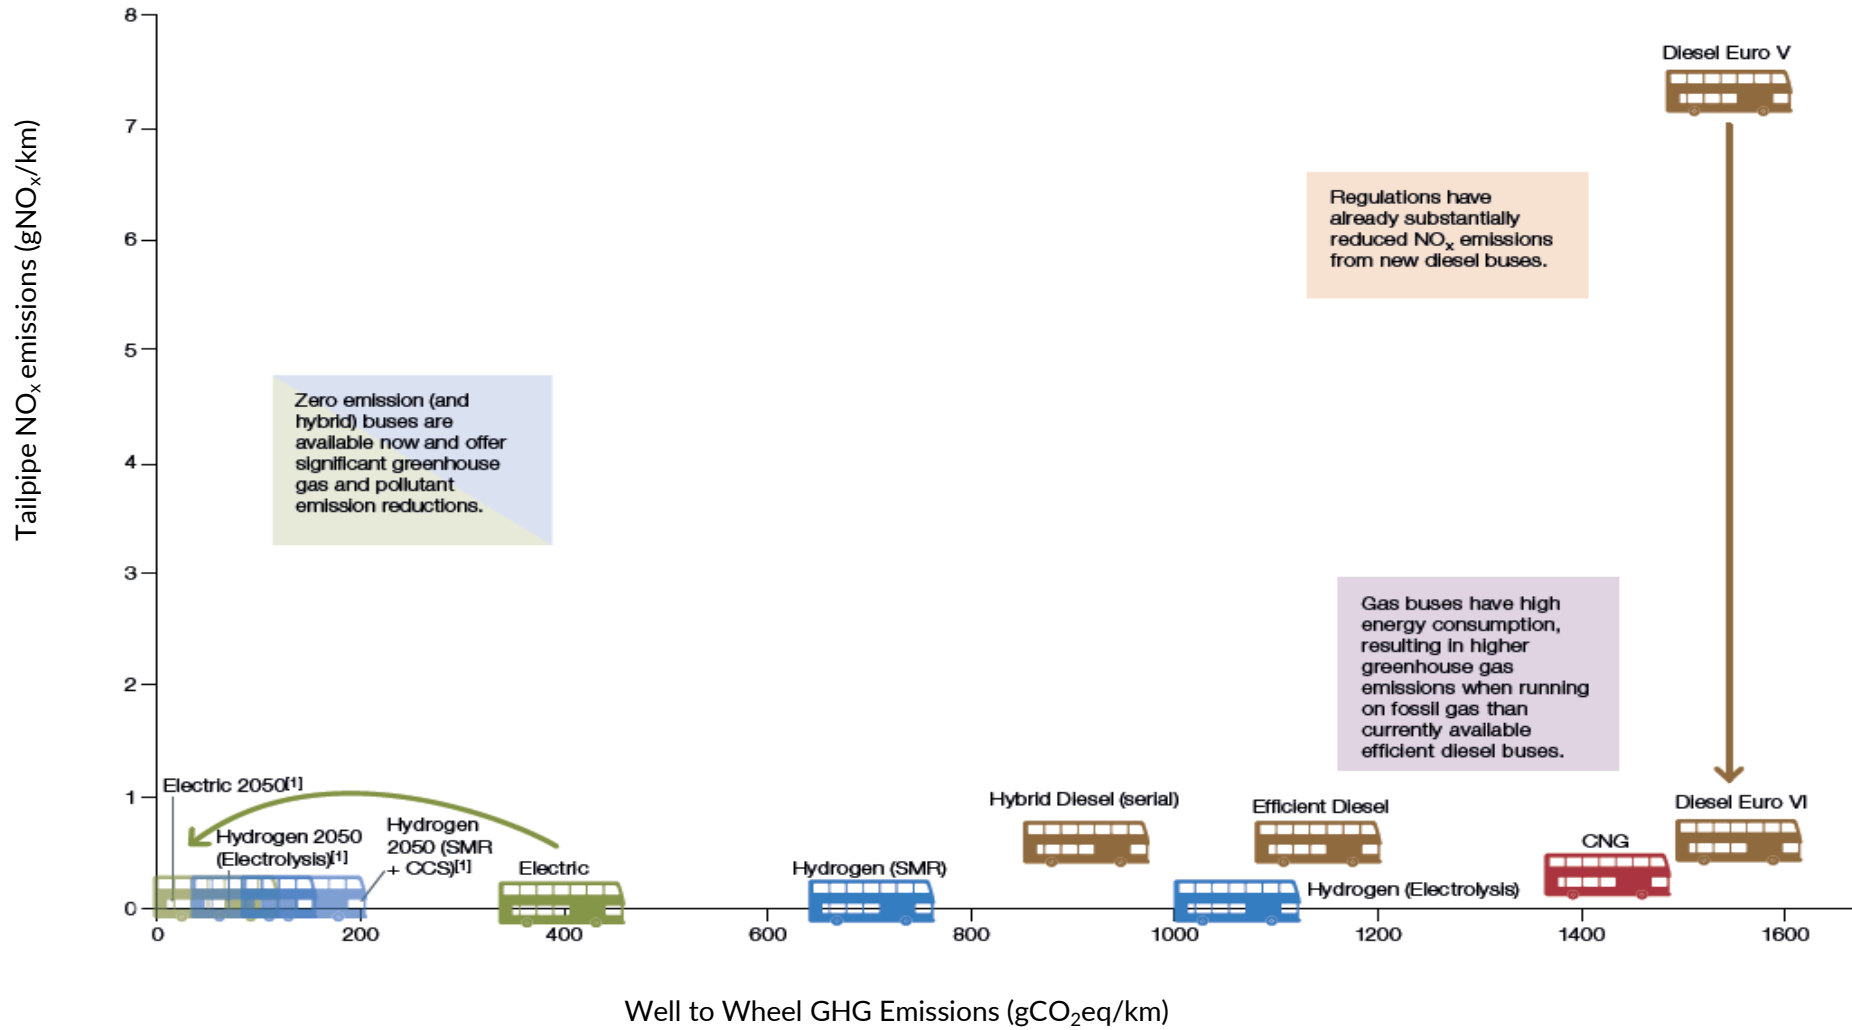 8
Diesel Euro V
7
Regulations have
already substantially
reduced NOx emissions
from new diesel buses.
6
5
Tailpipe NOx emissions (gNOx/km)
Zero emission (and
hybrid) buses are
available now and offer
significant greenhouse
gas and pollutant
emission reductions.
4
3
Gas buses have high
energy consumption,
resulting in higher
greenhouse gas
emissions when running
on fossil gas than
currently available
efficient diesel buses.
2
1
Electric 2050[1]
Hydrogen 2050
(Electrolysis)[1]
Hydrogen
2050 (SMR
+ CCS)[1]
Electric
Hydrogen (SMR)
Hybrid Diesel (serial)
Efficient Diesel
Hydrogen (Electrolysis)
CNG
Diesel Euro VI
0
0 200 400 600 800 1000 1200 1400 1600
Well to Wheel GHG Emissions (gCO2eq/km)